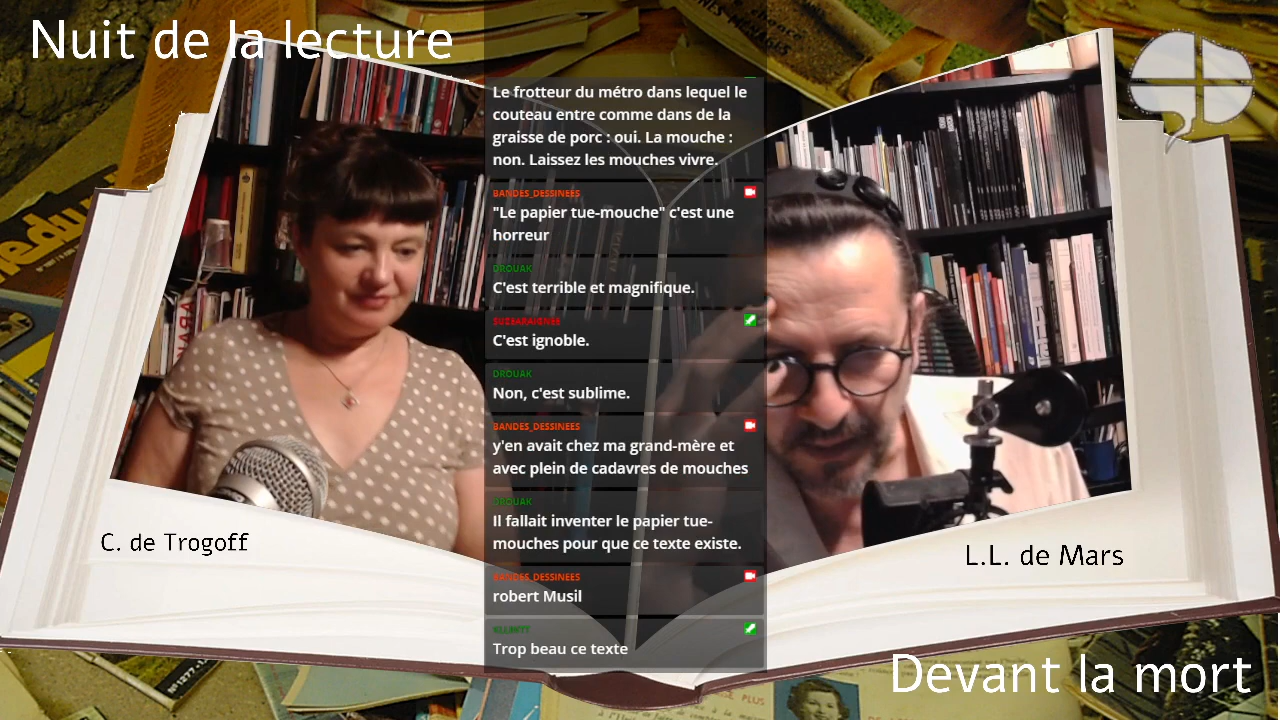 Nuit de la lecture
Le frotteur du métro dans lequel le
couteau entre comme dans de la
graisse de porc : oui. La mouche :
non. Laissez les mouches vivre.
BANDES_DESSINEES
"Le papier tue-mouche" c'est une
horreur
DROUAK
C'est terrible et magnifique.
SUZEARAIGNEE
C'est ignoble.
DROUAK
Non, c'est sublime.
BANDES_DESSINEES
y'en avait chez ma grand-mère et
avec plein de cadavres de mouches
DROUAK
Il fallait inventer le papier tue-
mouches pour que ce texte existe.
BANDES_DESSINEES
robert Musil
Trop beau ce texte
C. de Trogoff
L.L. de Mars
Devant la mort